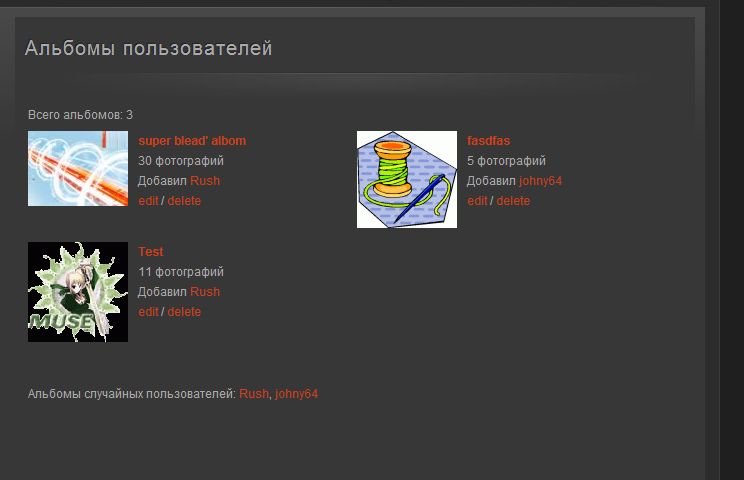 Альбомы пользователей
Всего альбомов: 3
super blead' albom
30 фотографий
Добавил Rush
edit / delete
fasdfas
5 фотографий
Добавил johny64
edit / delete
MUSE
Test
11 фотографий
Добавил Rush
edit / delete
Альбомы случайных пользователей: Rush, johny64